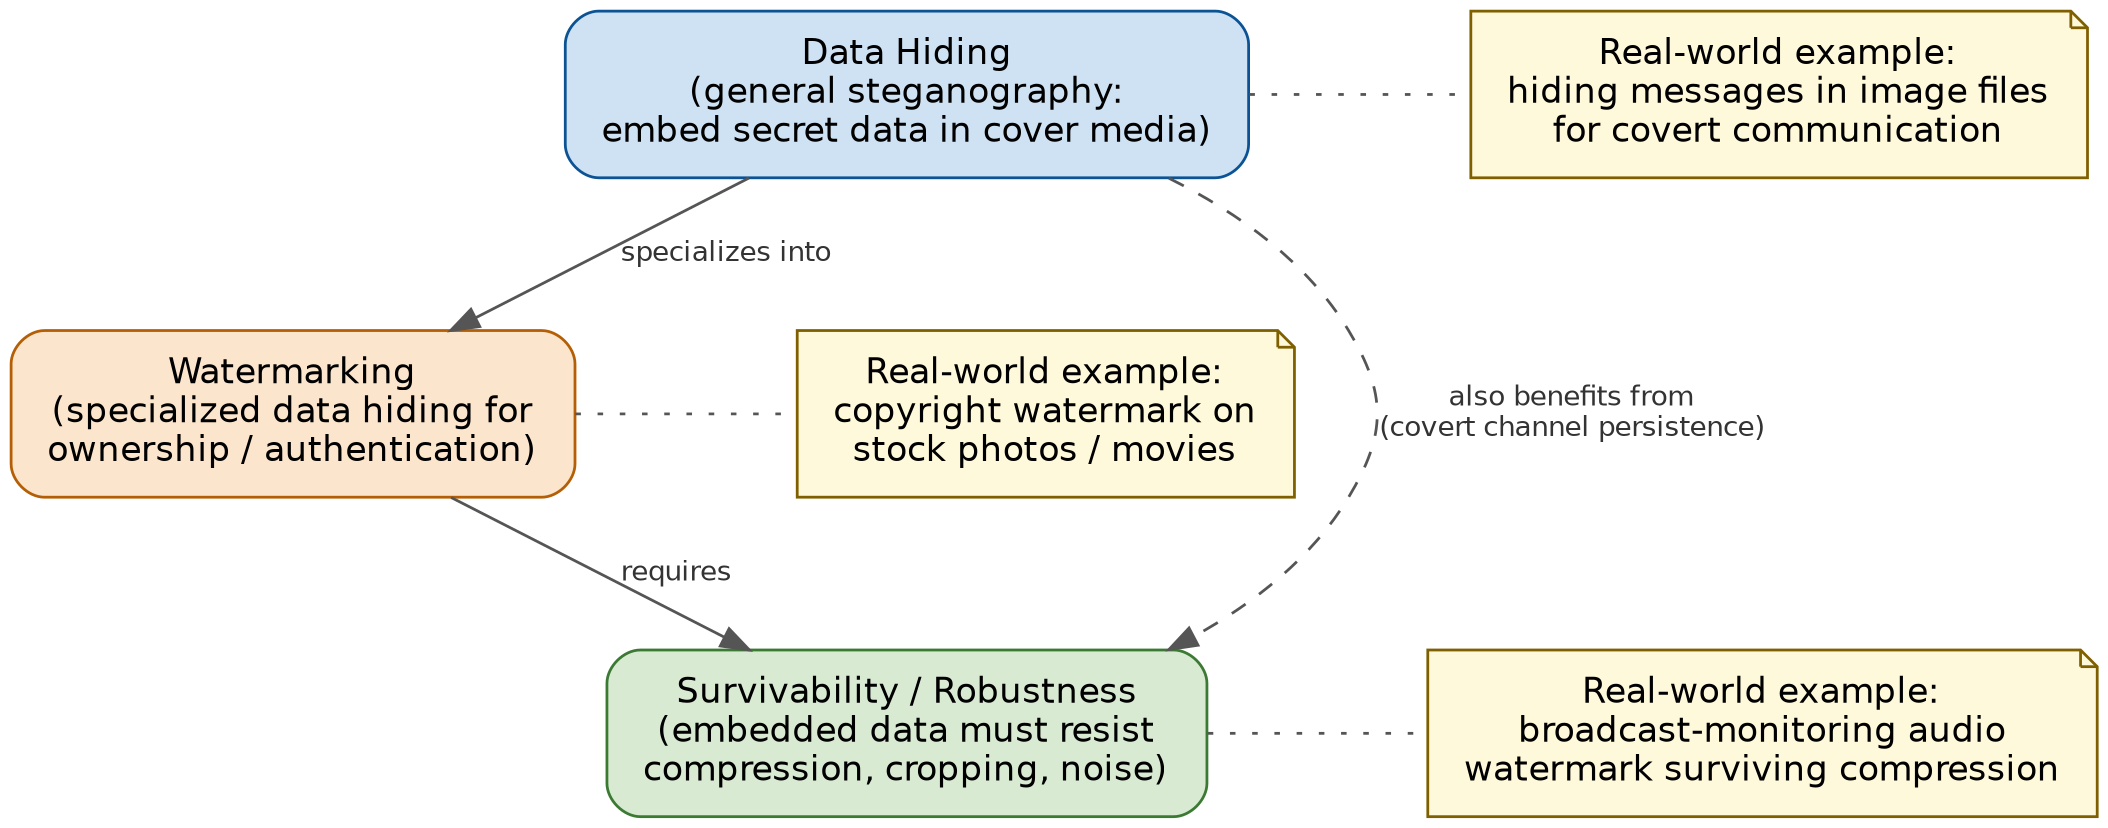 Data Hiding
(general steganography:
embed secret data in cover media)
Real-world example:
hiding messages in image files
for covert communication
specializes into
Watermarking
(specialized data hiding for
ownership / authentication)
Real-world example:
copyright watermark on
stock photos / movies
also benefits from
(covert channel persistence)
requires
Survivability / Robustness
(embedded data must resist
compression, cropping, noise)
Real-world example:
broadcast-monitoring audio
watermark surviving compression